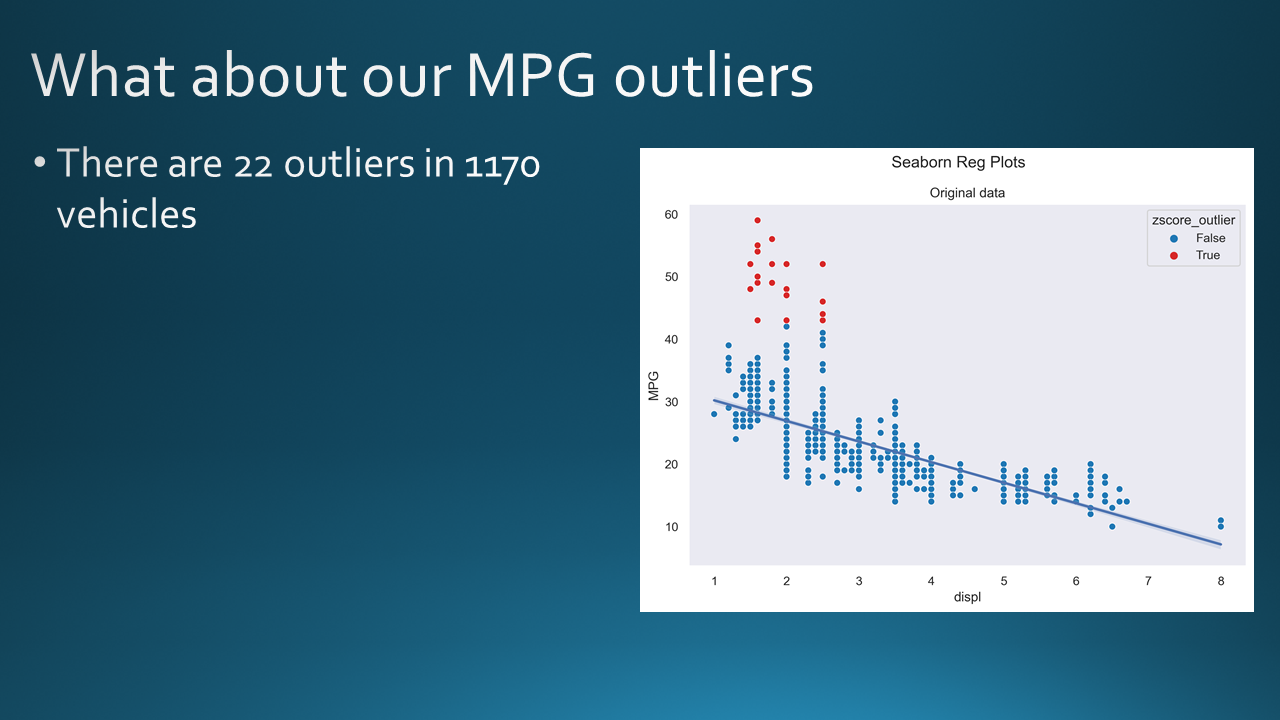 What about our MPG outliers
• There are 22 outliers in 1170
vehicles
Seaborn Reg Plots
Original data
zscore_outlier
False
True
60
50
40
30
20
10
MPG
1 2 3 4 5 6 7 8
displ